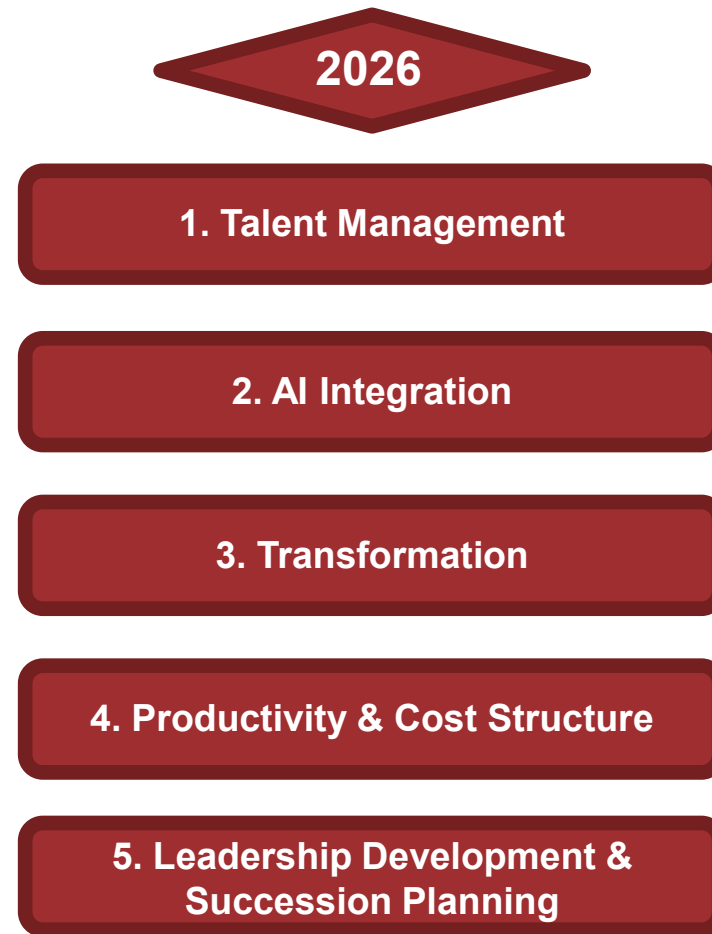 2026
1. Talent Management
2. AI Integration
3. Transformation
4. Productivity & Cost Structure
5. Leadership Development &
Succession Planning